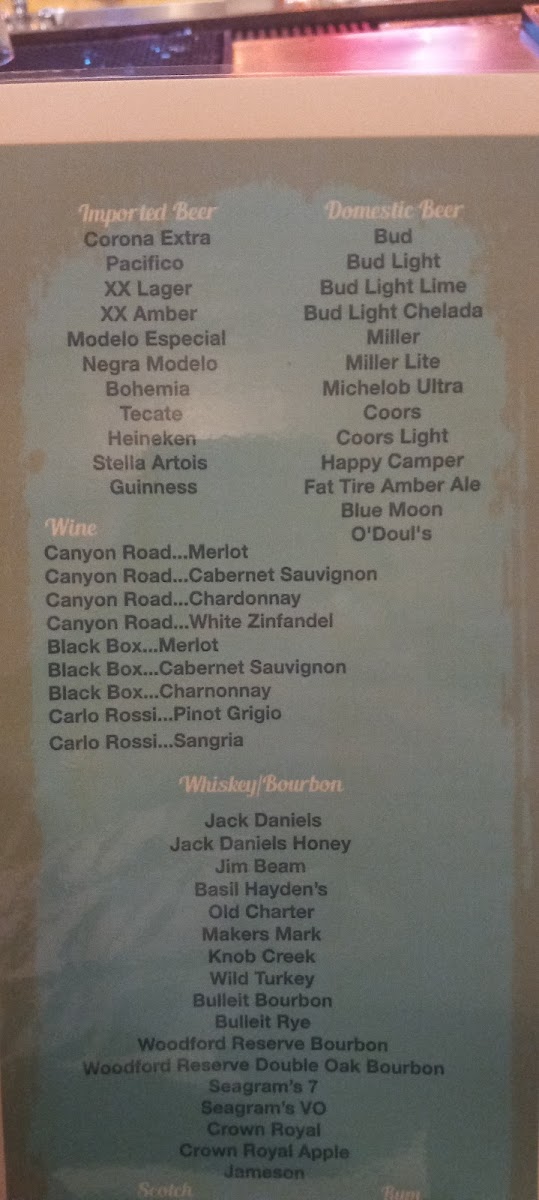 Imported Beer
Corona Extra
Pacifico
XX Lager
XX Amber
Modelo Especial
Negra Modelo
Bohemia
Tecate
Heineken
Stella Artois
Guinness
Domestic Beer
Bud
Bud Light
Bud Light Lime
Bud Light Chelada
Miller
Miller Lite
Michelob Ultra
Coors
Coors Light
Happy Camper
Fat Tire Amber Ale
Blue Moon
O'Doul's
Wine
Canyon Road...Merlot
Canyon Road...Cabernet Sauvignon
Canyon Road...Chardonnay
Canyon Road...White Zinfandel
Black Box...Merlot
Black Box...Cabernet Sauvignon
Black Box...Charnonnay
Carlo Rossi...Pinot Grigio
Carlo Rossi...Sangria
Whiskey/Bourbon
Jack Daniels
Jack Daniels Honey
Jim Beam
Basil Hayden's
Old Charter
Makers Mark
Knob Creek
Wild Turkey
Bulleit Bourbon
Bulleit Rye
Woodford Reserve Bourbon
Woodford Reserve Double Oak Bourbon
Seagram's 7
Seagram's VO
Crown Royal
Crown Royal Apple
Jameson
Scotch
Rum